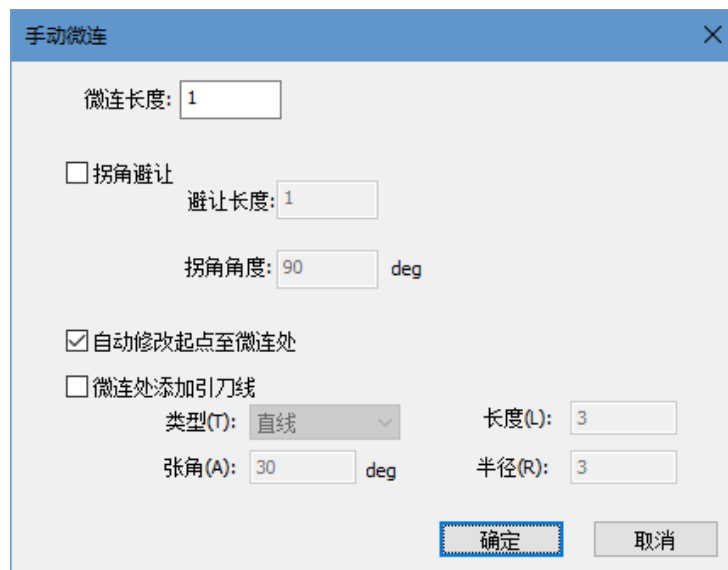 手动微连
微连长度: 1
拐角避让
避让长度: 1
拐角角度: 90 deg
自动修改起点至微连处
微连处添加引刀线
类型(T): 直线 长度(L): 3
张角(A): 30 deg 半径(R): 3
确定 取消